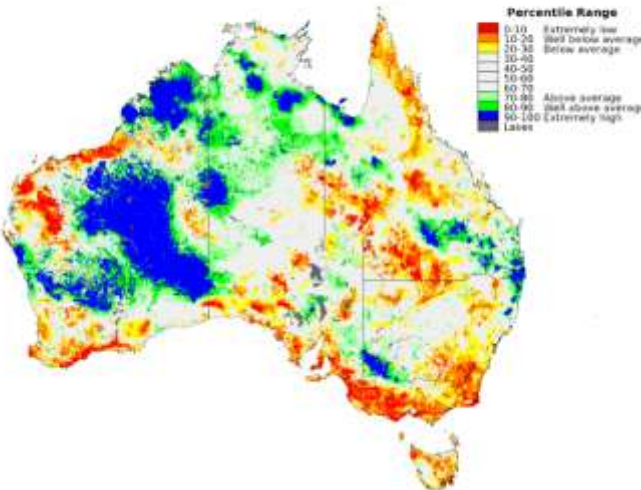 Percentile Range
0-10 Extremely low
10-20 Well below average
20-30 Below average
30-40
40-50
50-60
60-70
70-80 Above average
80-90 Well above average
90-100 Extremely high
Lakes